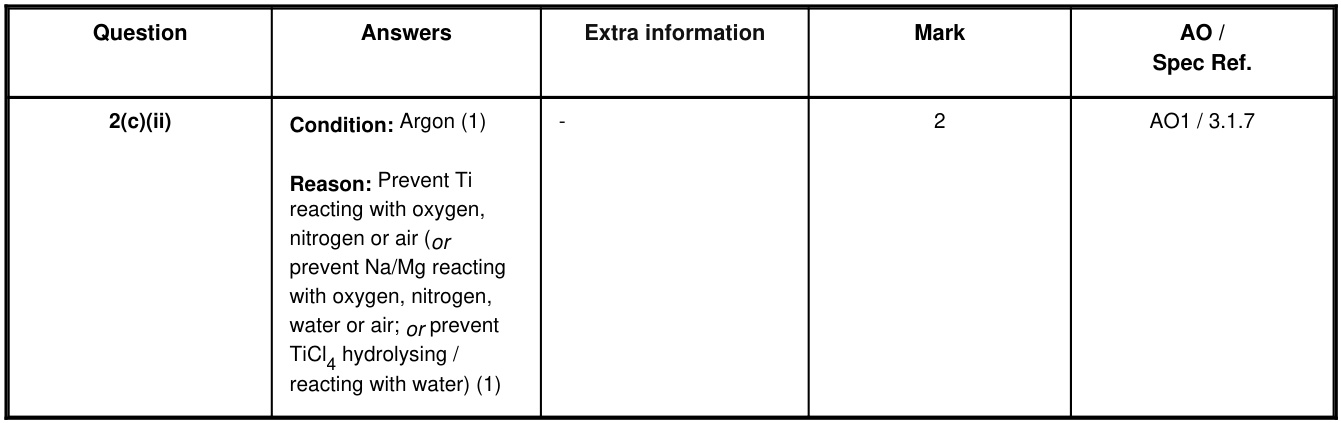 Question Answers Extra information Mark AO /
Spec Ref.
2(c)(ii) Condition: Argon (1) - 2 AO1 / 3.1.7
Reason: Prevent Ti
reacting with oxygen,
nitrogen or air (or
prevent Na/Mg reacting
with oxygen, nitrogen,
water or air; or prevent
TiCl4 hydrolysing /
reacting with water) (1)